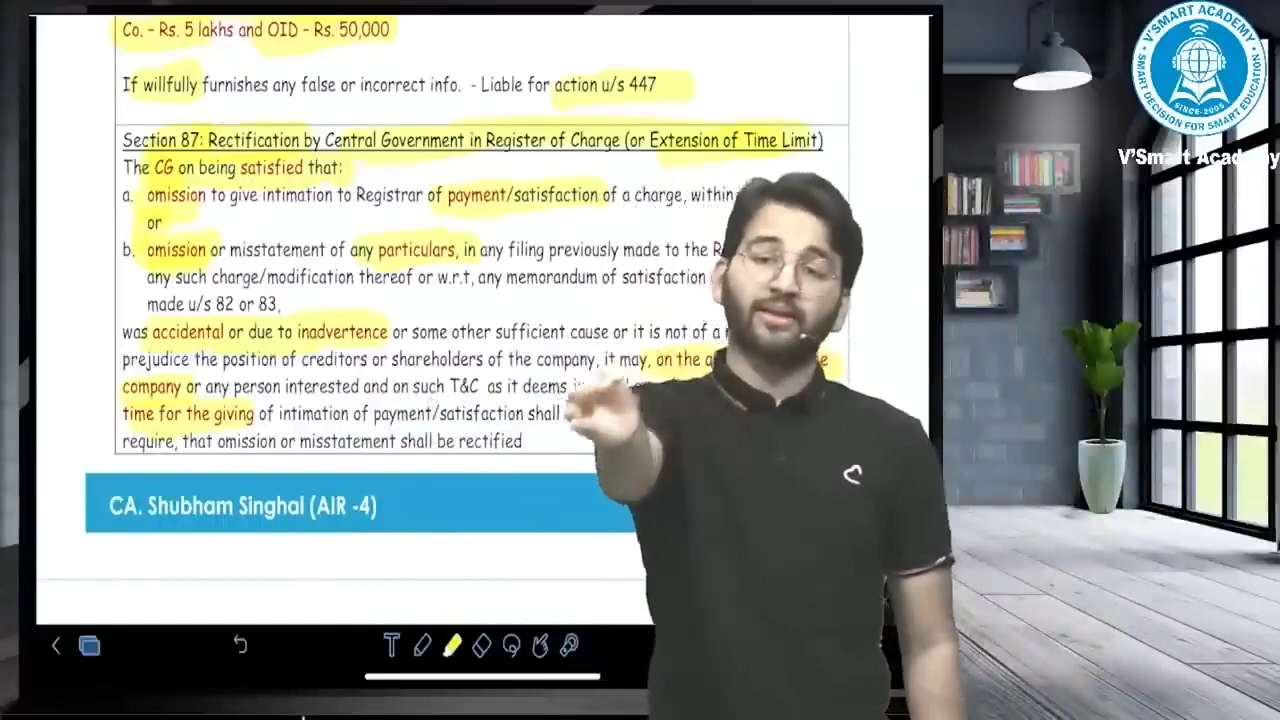 Co. - Rs. 5 lakhs and OID - Rs. 50,000
If willfully furnishes any false or incorrect info. - Liable for action u/s 447
Section 87: Rectification by Central Government in Register of Charge (or Extension of Time Limit)
The CG on being satisfied that:
a. omission to give intimation to Registrar of payment/satisfaction of a charge, within
or
b. omission or misstatement of any particulars, in any filing previously made to the
any such charge/modification thereof or w.r.t, any memorandum of satisfaction
made u/s 82 or 83,
was accidental or due to inadvertence or some other sufficient cause or it is not of a
prejudice the position of creditors or shareholders of the company, it may, on the
company or any person interested and on such T&C as it deems
time for the giving of intimation of payment/satisfaction shall
require, that omission or misstatement shall be rectified
CA. Shubham Singhal (AIR -4)
T
V'SMART ACADEMY
SINCE-2005
SMART DECISION FOR SMART EDUCATION
V'Smart Academy